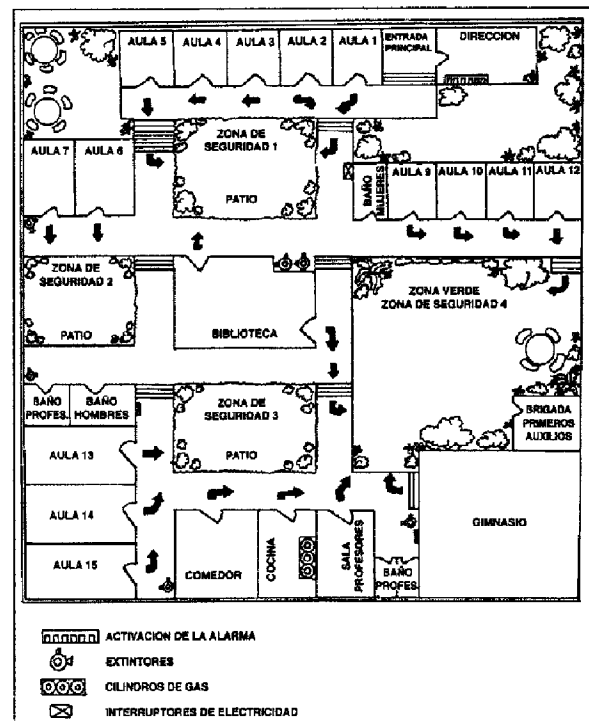 AULA 5
AULA 4
AULA 3
AULA 2
AULA 1
ENTRADA
PRINCIPAL
DIRECCION
ZONA DE
SEGURIDAD 1
PATIO
AULA 7
AULA 6
BAÑO
MUJERES
AULA 9
AULA 10
AULA 11
AULA 12
ZONA DE
SEGURIDAD 2
PATIO
BIBLIOTECA
ZONA VERDE
ZONA DE SEGURIDAD 4
BAÑO
PROFES.
BAÑO
HOMBRES
ZONA DE
SEGURIDAD 3
PATIO
BRIGADA
PRIMEROS
AUXILIOS
AULA 13
AULA 14
AULA 15
COMEDOR
COCINA
SALA
PROFESORES
BAÑO
PROFES.
GIMNASIO
ACTIVACION DE LA ALARMA
EXTINTORES
CILINDROS DE GAS
INTERRUPTORES DE ELECTRICIDAD